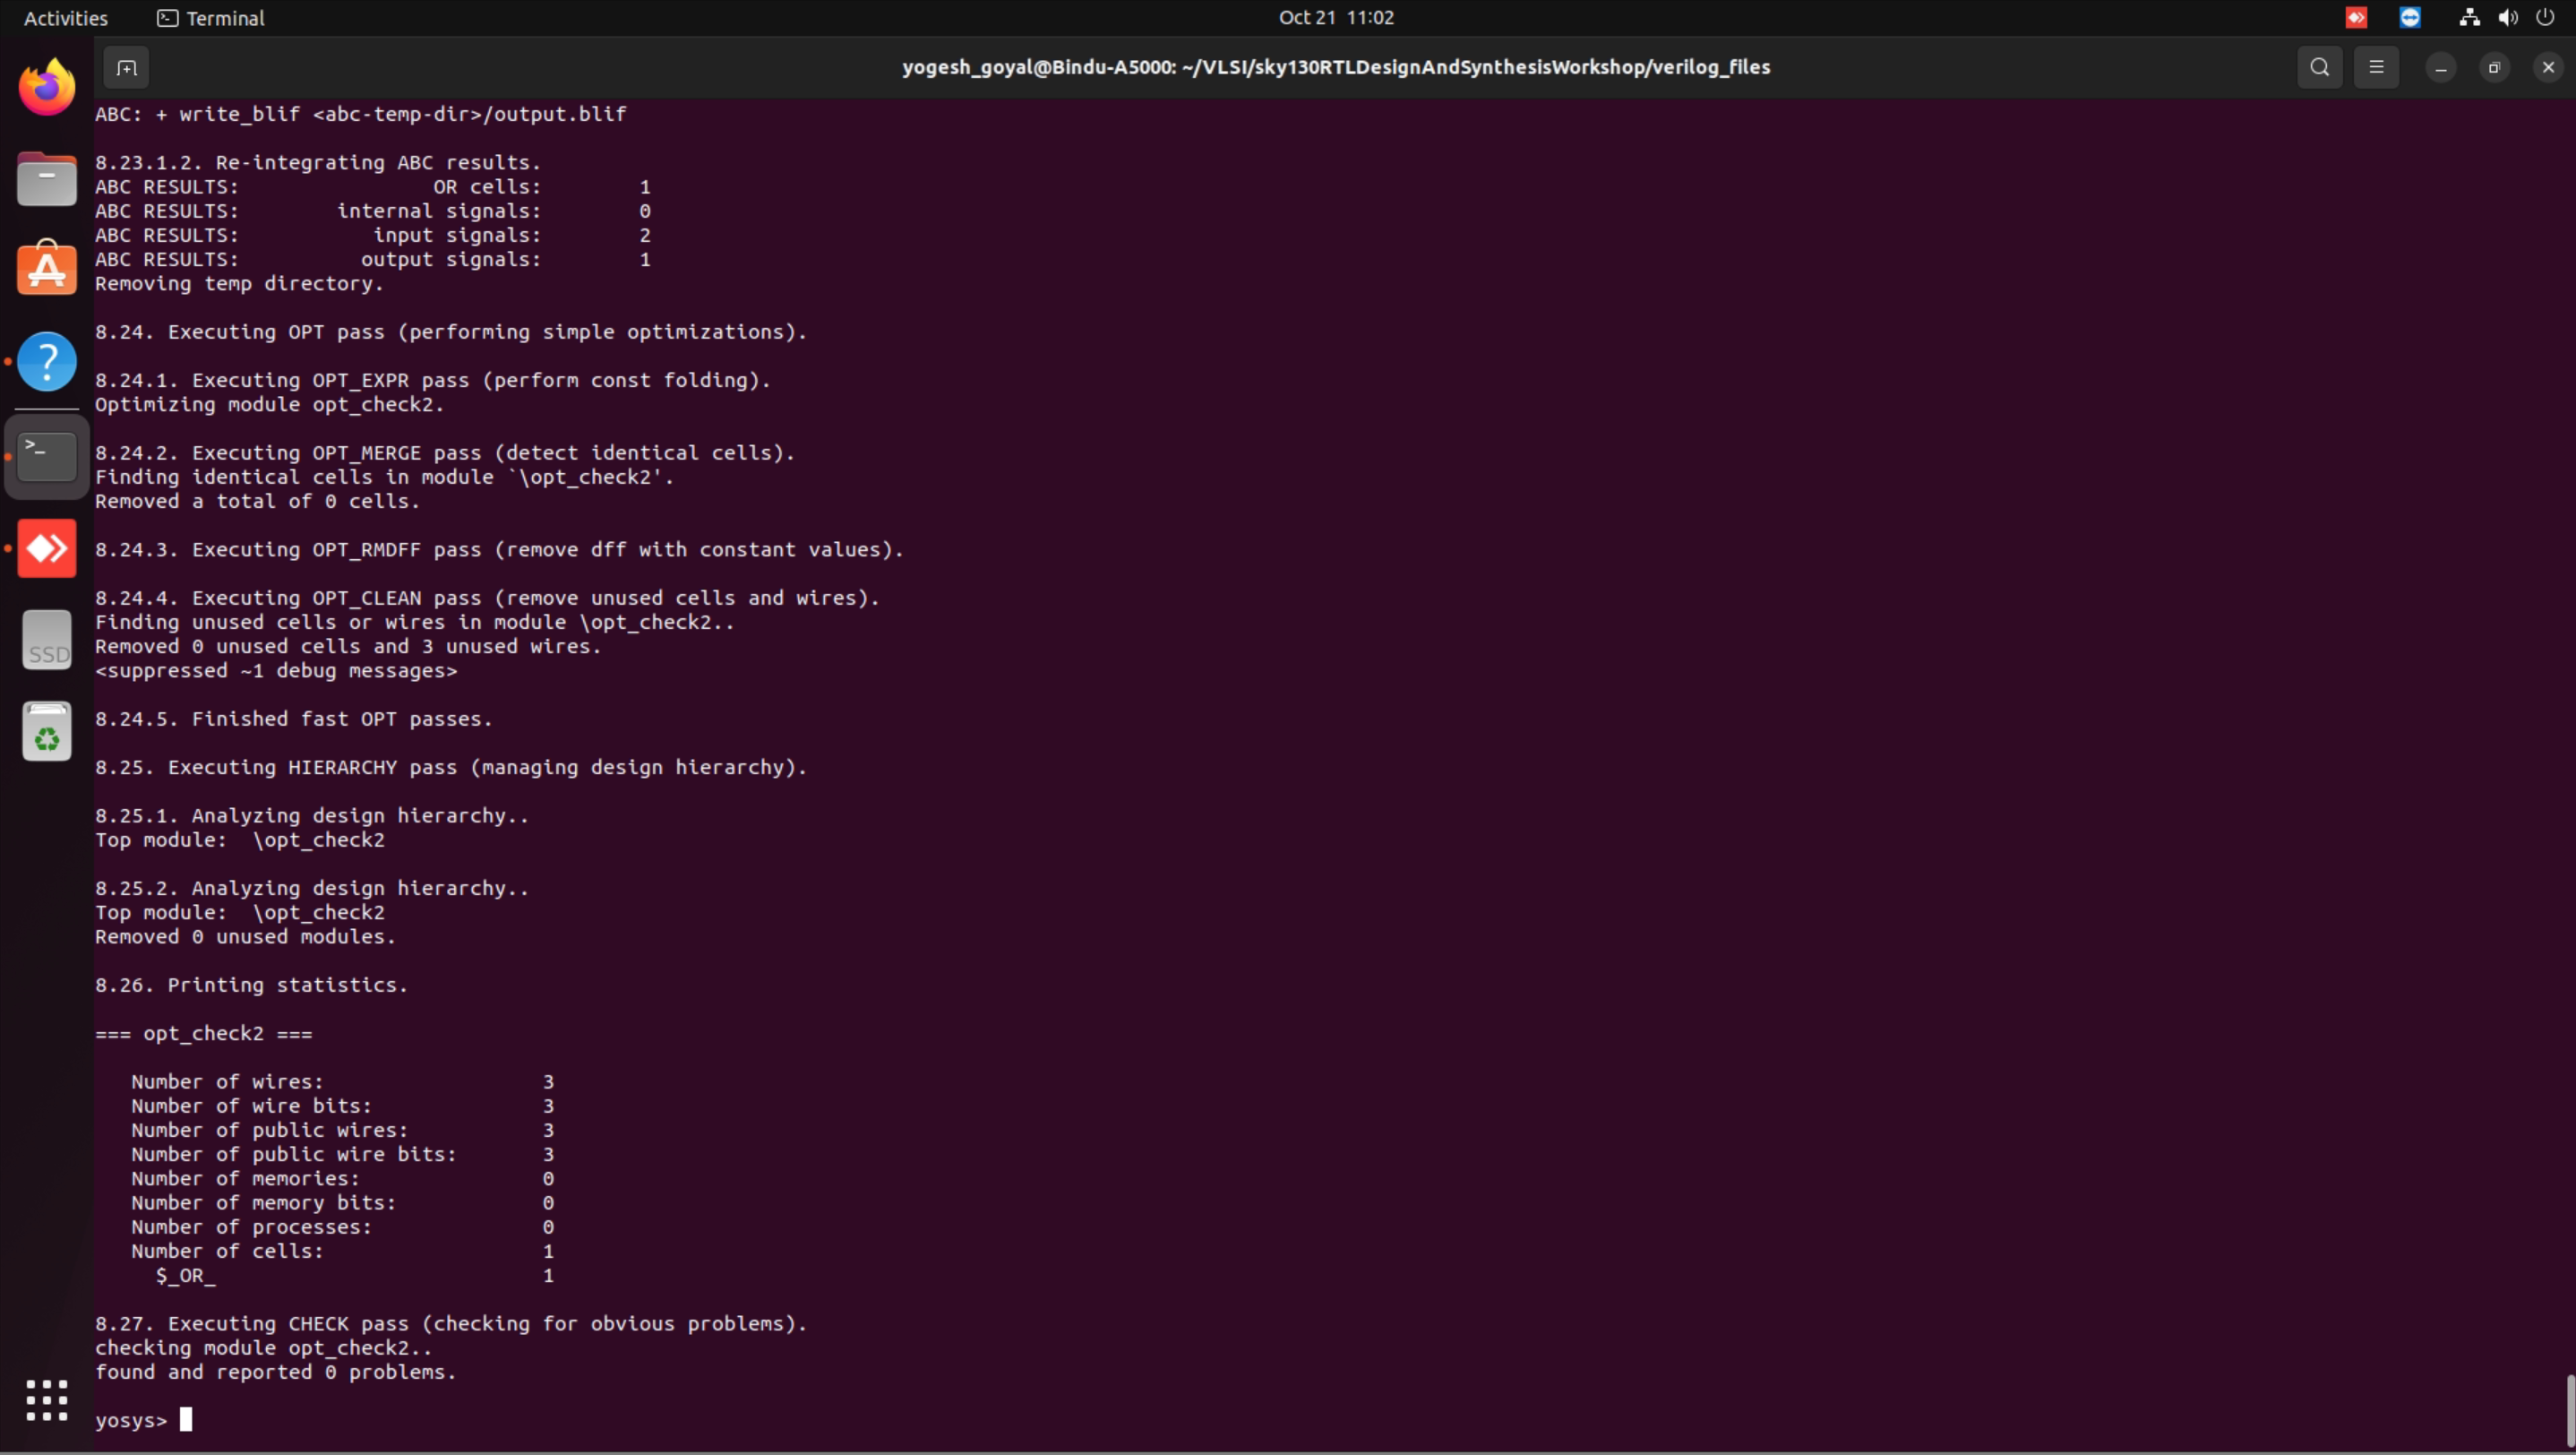 Activities Terminal Oct 21 11:02
yogesh_goyal@Bindu-A5000: ~/VLSI/sky130RTLDesignAndSynthesisWorkshop/verilog_files
ABC: + write_blif <abc-temp-dir>/output.blif
8.23.1.2. Re-integrating ABC results.
ABC RESULTS: OR cells: 1
ABC RESULTS: internal signals: 0
ABC RESULTS: input signals: 2
ABC RESULTS: output signals: 1
Removing temp directory.
8.24. Executing OPT pass (performing simple optimizations).
8.24.1. Executing OPT_EXPR pass (perform const folding).
Optimizing module opt_check2.
8.24.2. Executing OPT_MERGE pass (detect identical cells).
Finding identical cells in module `\opt_check2'.
Removed a total of 0 cells.
8.24.3. Executing OPT_RMDFF pass (remove dff with constant values).
8.24.4. Executing OPT_CLEAN pass (remove unused cells and wires).
Finding unused cells or wires in module \opt_check2..
Removed 0 unused cells and 3 unused wires.
<suppressed ~1 debug messages>
8.24.5. Finished fast OPT passes.
8.25. Executing HIERARCHY pass (managing design hierarchy).
8.25.1. Analyzing design hierarchy..
Top module:  \opt_check2
8.25.2. Analyzing design hierarchy..
Top module:  \opt_check2
Removed 0 unused modules.
8.26. Printing statistics.
=== opt_check2 ===
Number of wires: 3
Number of wire bits: 3
Number of public wires: 3
Number of public wire bits: 3
Number of memories: 0
Number of memory bits: 0
Number of processes: 0
Number of cells: 1
$_OR_ 1
8.27. Executing CHECK pass (checking for obvious problems).
checking module opt_check2..
found and reported 0 problems.
yosys>
SSD